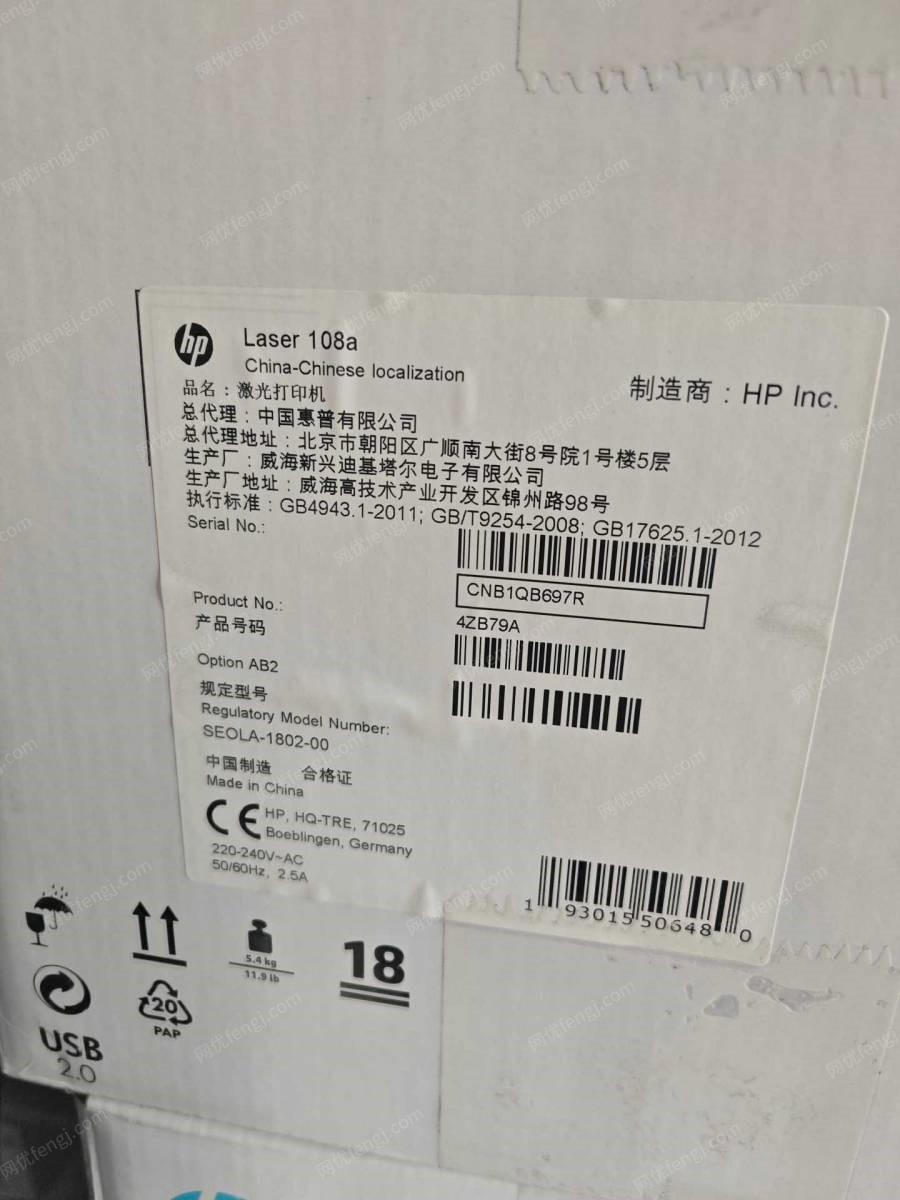 hp
Laser 108a
China-Chinese localization
制造商：HP Inc.
品名：激光打印机
总代理：中国惠普有限公司
总代理地址：北京市朝阳区广顺南大街8号院1号楼5层
生产厂：威海新兴迪基塔尔电子有限公司
生产厂地址：威海高技术产业开发区锦州路98号
执行标准：GB4943.1-2011; GB/T9254-2008; GB17625.1-2012
Serial No.:
CNB1QB697R
Product No.:
4ZB79A
产品号码
Option AB2
规定型号
Regulatory Model Number:
SEOLA-1802-00
中国制造 合格证
Made in China
CE HP, HQ-TRE, 71025
Boeblingen, Germany
220-240V~AC
50/60Hz, 2.5A
1 93015 50648 0
5.4 kg
11.9 lb
18
20
PAP
USB
2.0
网优fengj.com